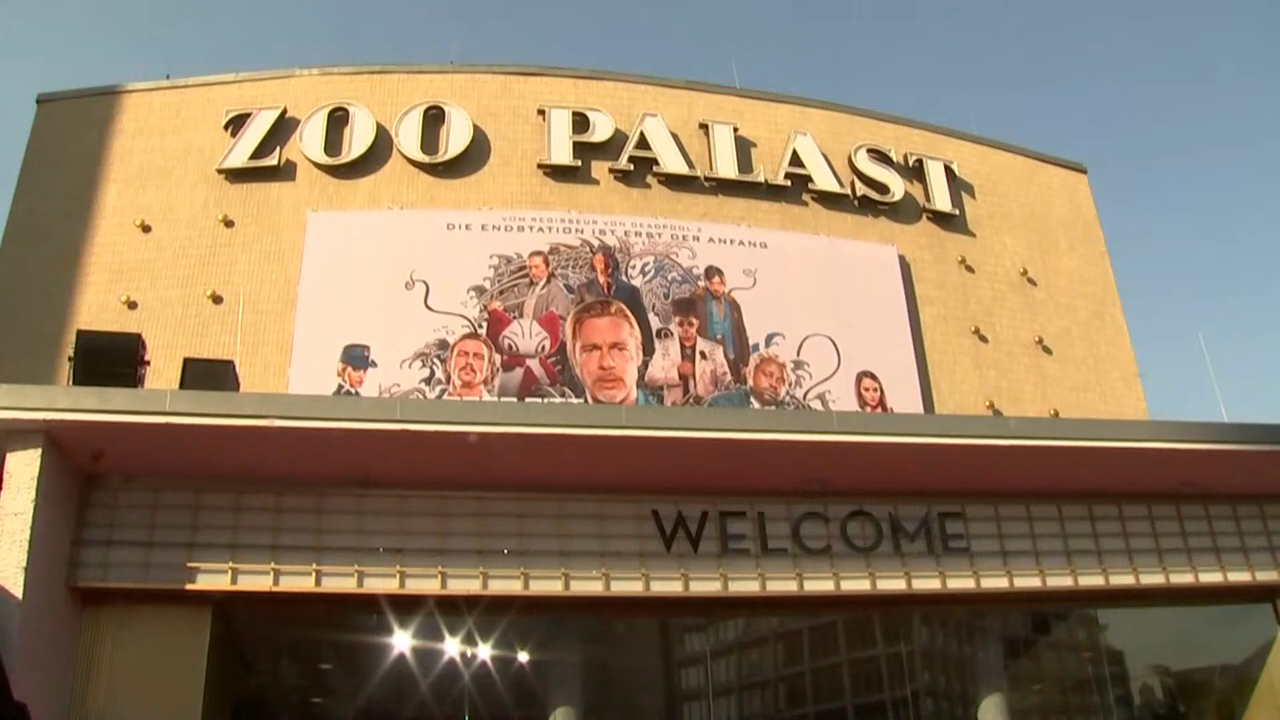 ZOO PALAST
VOM REGISSEUR VON DEADPOOL 2
DIE ENDSTATION IST ERST DER ANFANG
WELCOME